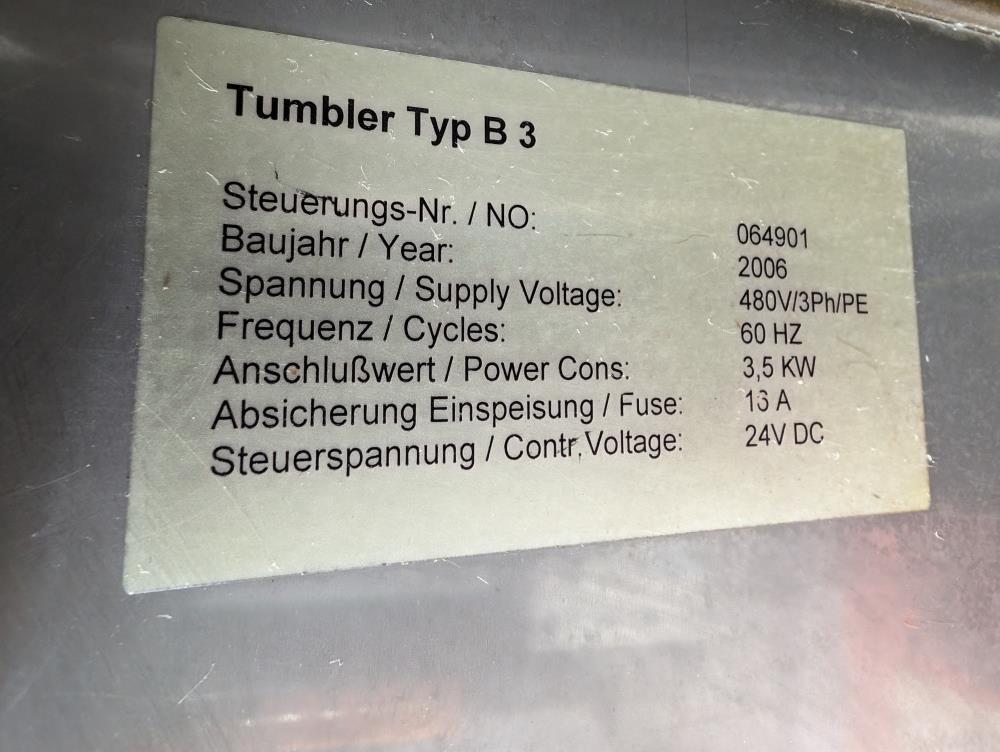 Tumbler Typ B 3
Steuerungs-Nr. / NO: 064901
Baujahr / Year: 2006
Spannung / Supply Voltage: 480V/3Ph/PE
Frequenz / Cycles: 60 HZ
Anschlußwert / Power Cons: 3,5 KW
Absicherung Einspeisung / Fuse: 13 A
Steuerspannung / Contr. Voltage: 24V DC